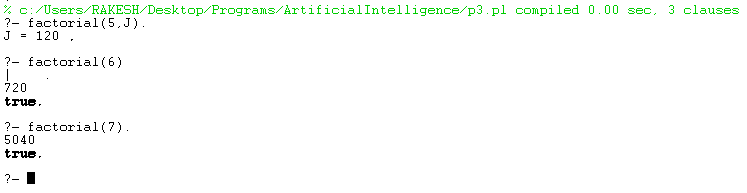 % c:/Users/RAKESH/Desktop/Programs/ArtificialIntelligence/p3.pl compiled 0.00 sec, 3 clauses
?- factorial(5,J).
J = 120 ,
?- factorial(6)
|    .
720
true.
?- factorial(7).
5040
true.
?-